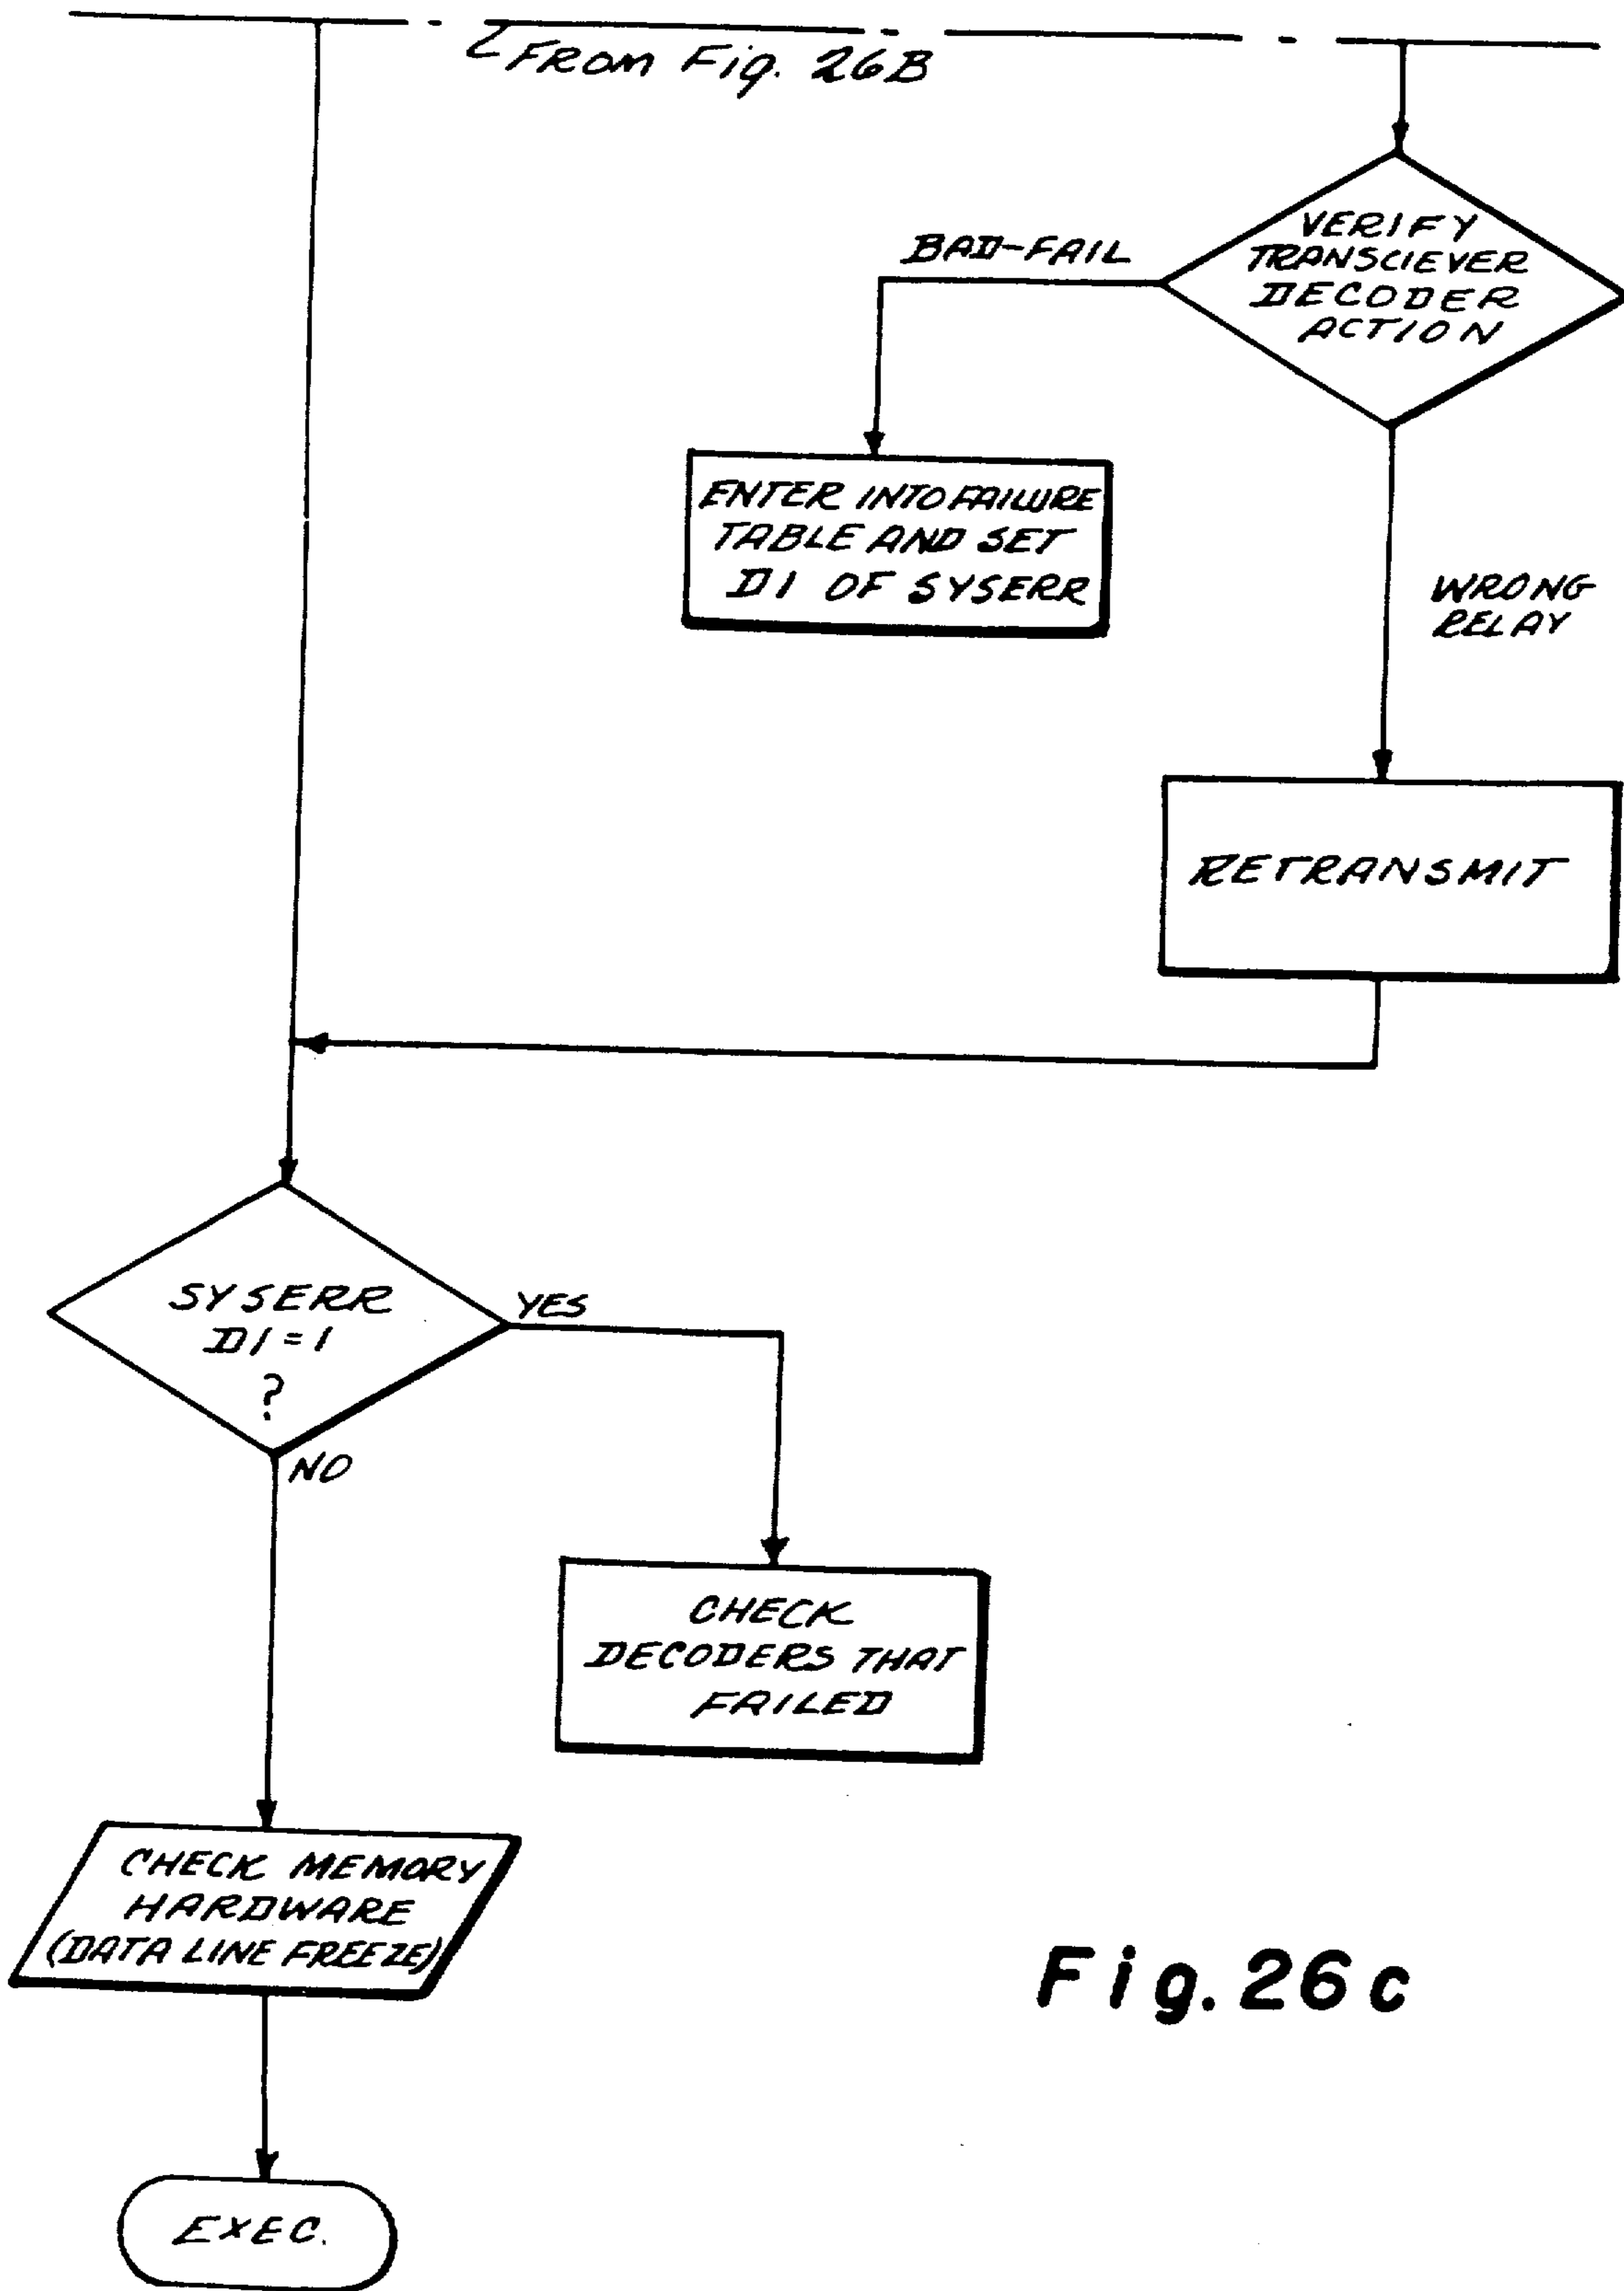 FROM Fig. 26B
VERIFY
TRANSCIEVER
DECODER
ACTION
BAD-FAIL
ENTER INTO FAILURE
TABLE AND SET
D1 OF SYSERR
WRONG
RELAY
RETRANSMIT
SYSERR
D1=1
?
YES
NO
CHECK
DECODERS THAT
FAILED
CHECK MEMORY
HARDWARE
(DATA LINE FREEZE)
EXEC.
Fig. 26c